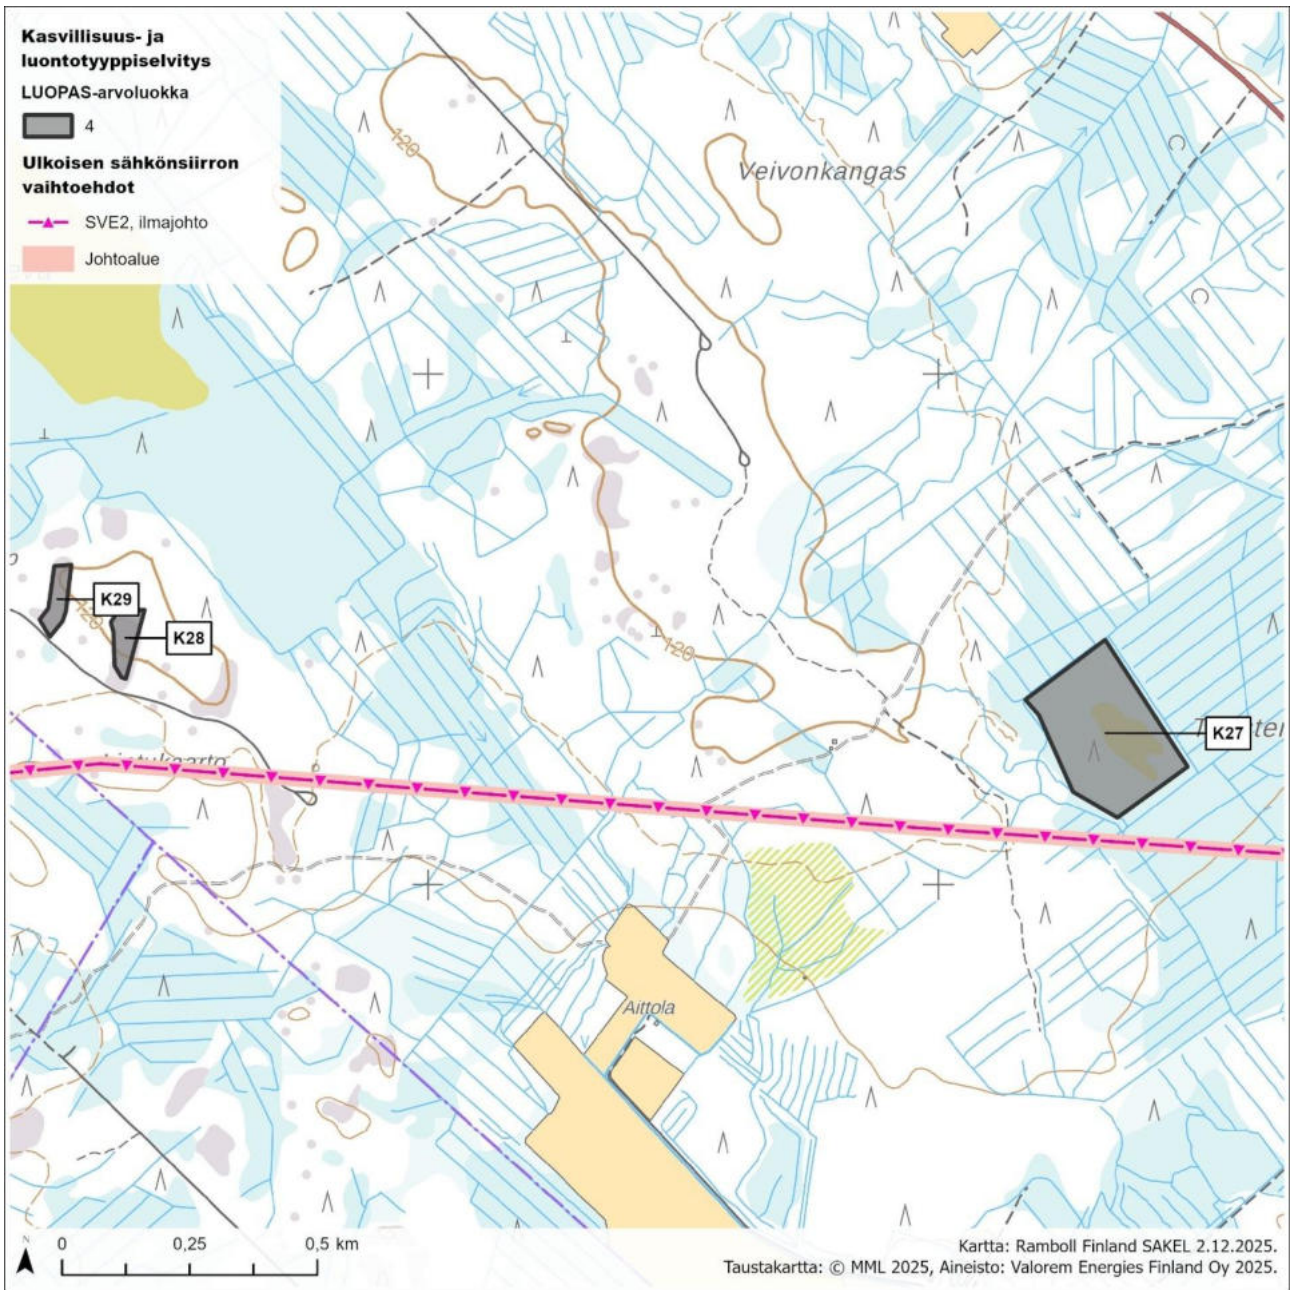 Kasvillisuus- ja
luontotyyppiselvitys
LUOPAS-arvoluokka
4
Ulkoisen sähkönsiirron
vaihtoehdot
SVE2, ilmajohto
Johtoalue
120
Veivonkangas
K29
120
K28
120
K27
Aittola
N
0
0,25
0,5 km
Kartta: Ramboll Finland SAKEL 2.12.2025.
Taustakartta: © MML 2025, Aineisto: Valorem Energies Finland Oy 2025.